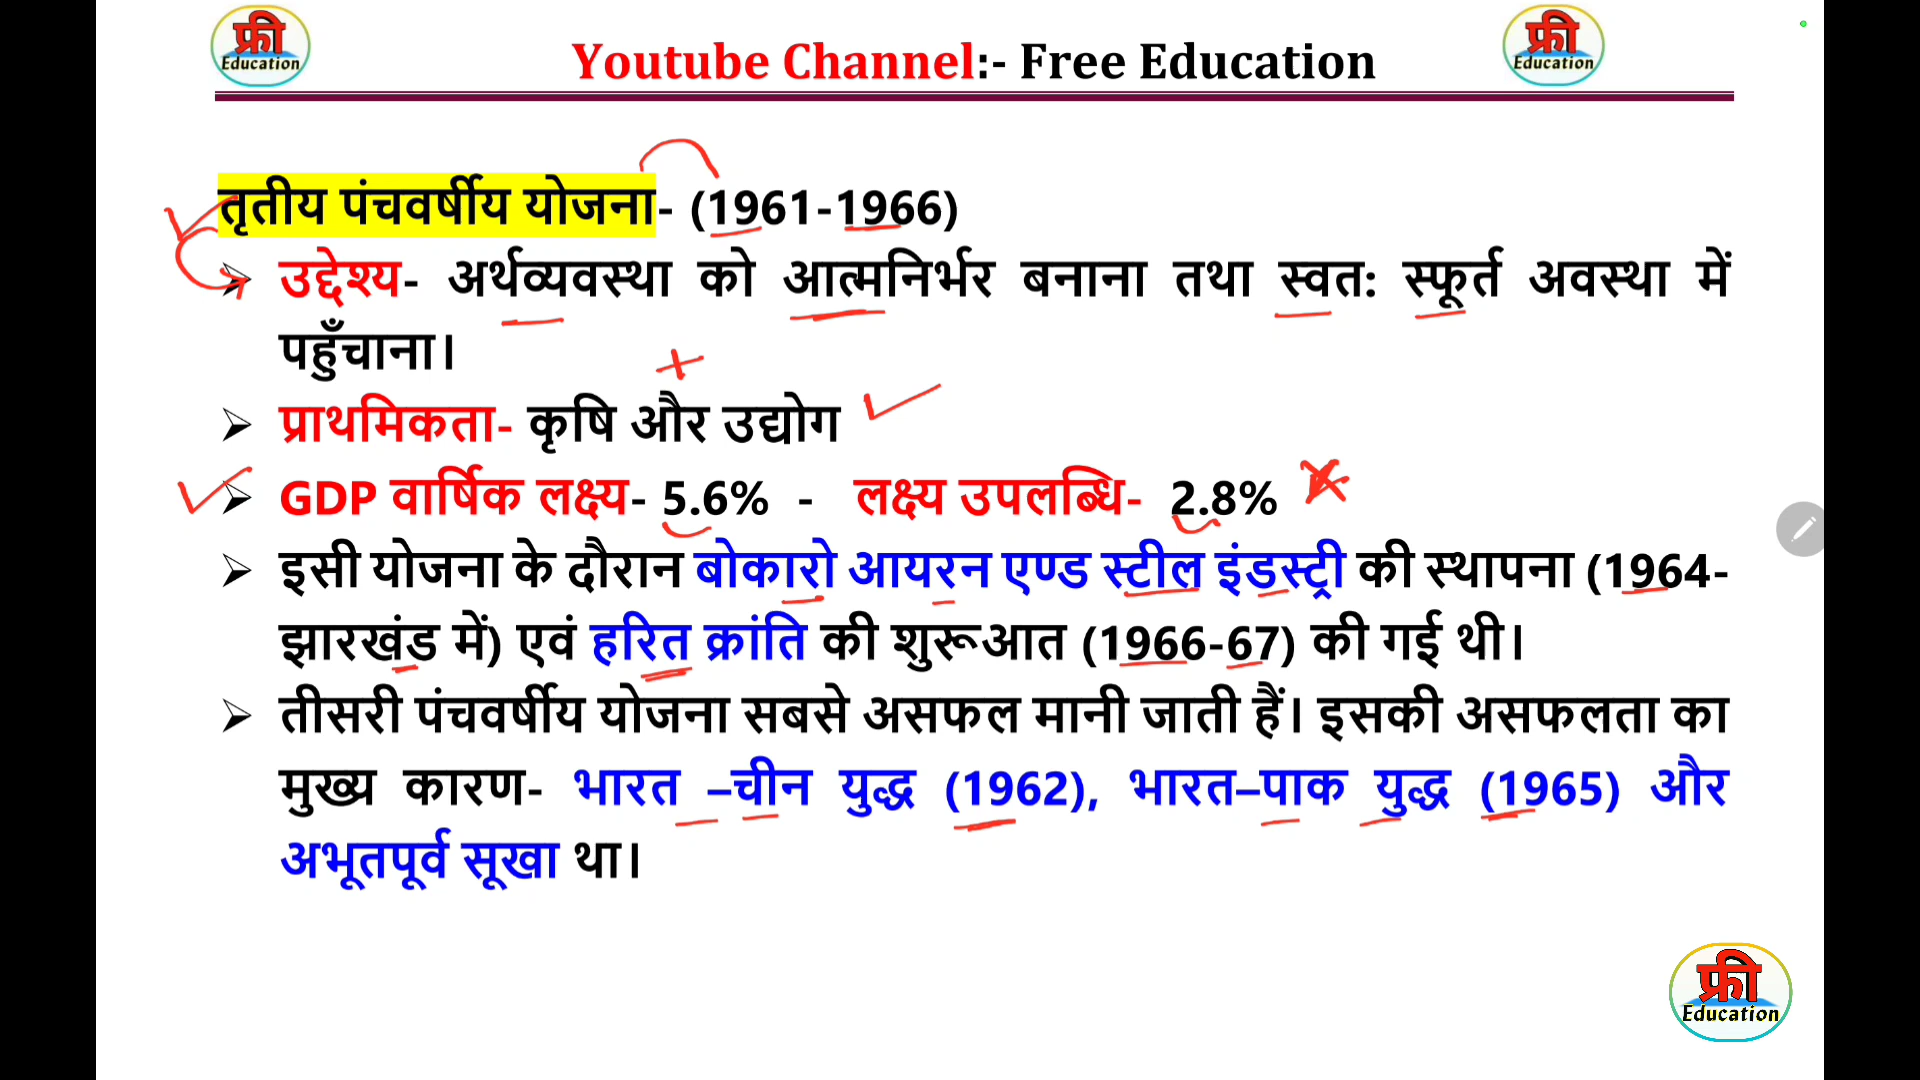 फ्री
Education
Youtube Channel:- Free Education
फ्री
Education
तृतीय पंचवर्षीय योजना- (1961-1966)
➢ उद्देश्य- अर्थव्यवस्था को आत्मनिर्भर बनाना तथा स्वत: स्फूर्त अवस्था में
पहुँचाना।
➢ प्राथमिकता- कृषि और उद्योग
➢ GDP वार्षिक लक्ष्य- 5.6% - लक्ष्य उपलब्धि- 2.8%
➢ इसी योजना के दौरान बोकारो आयरन एण्ड स्टील इंडस्ट्री की स्थापना (1964-
झारखंड में) एवं हरित क्रांति की शुरूआत (1966-67) की गई थी।
➢ तीसरी पंचवर्षीय योजना सबसे असफल मानी जाती हैं। इसकी असफलता का
मुख्य कारण- भारत –चीन युद्ध (1962), भारत–पाक युद्ध (1965) और
अभूतपूर्व सूखा था।
फ्री
Education